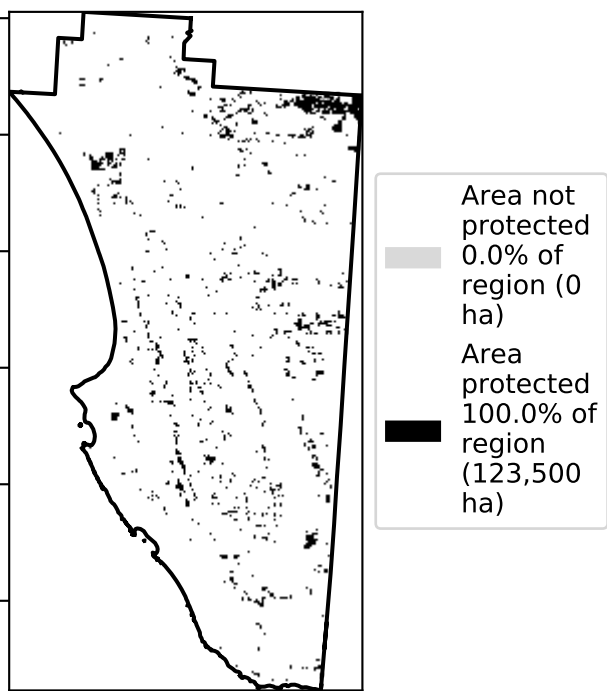 Area not
protected
0.0% of
region (0
ha)
Area
protected
100.0% of
region
(123,500
ha)